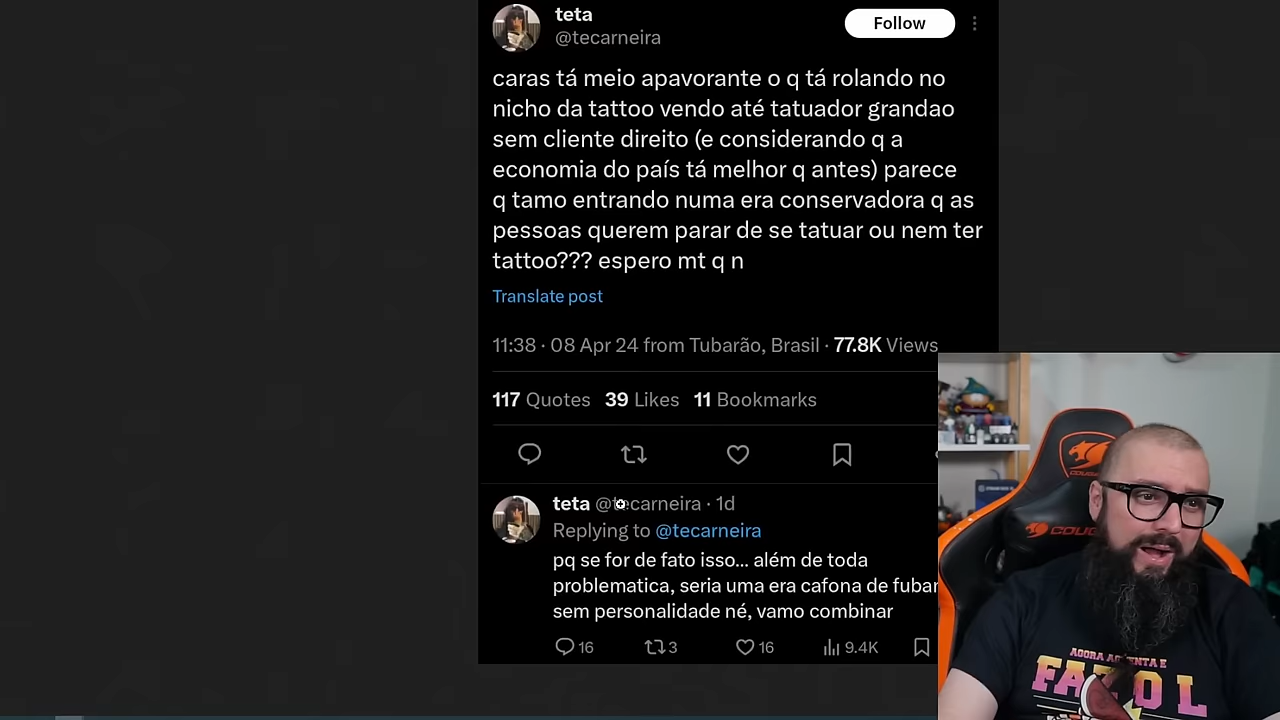 teta
@tecarneira
Follow
caras tá meio apavorante o q tá rolando no
nicho da tattoo vendo até tatuador grandao
sem cliente direito (e considerando q a
economia do país tá melhor q antes) parece
q tamo entrando numa era conservadora q as
pessoas querem parar de se tatuar ou nem ter
tattoo??? espero mt q n
Translate post
11:38 · 08 Apr 24 from Tubarão, Brasil · 77.8K Views
117 Quotes 39 Likes 11 Bookmarks
teta @tecarneira · 1d
Replying to @tecarneira
pq se for de fato isso... além de toda
problematica, seria uma era cafona de fubar
sem personalidade né, vamo combinar
16 3 16 9.4K
COUGAR
COUG
AGORA
FAZ O L